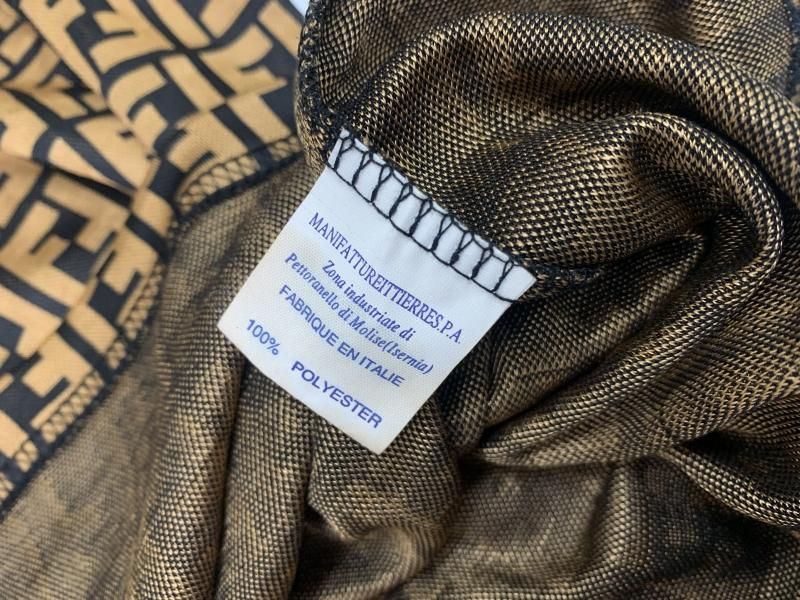 MANIFATTUREITTIERRES.P.A.
Zona industriate di
Pettoranello di Molise(Isernia)
FABRIQUE EN ITALIE
100% POLYESTER